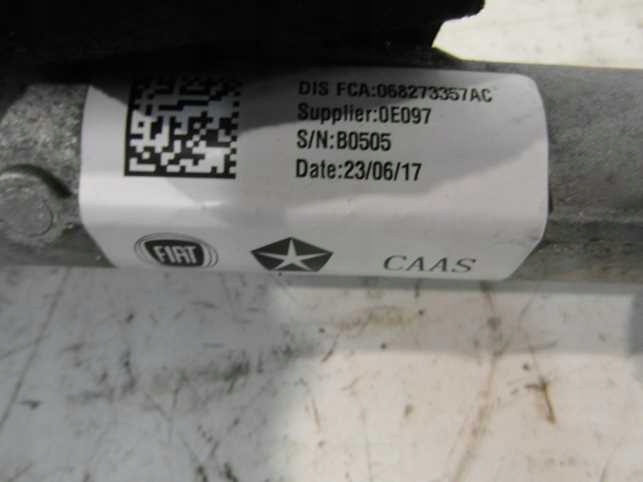 DIS FCA:068273357AC
Supplier:0E097
S/N:B0505
Date:23/06/17
FIAT
CAAS